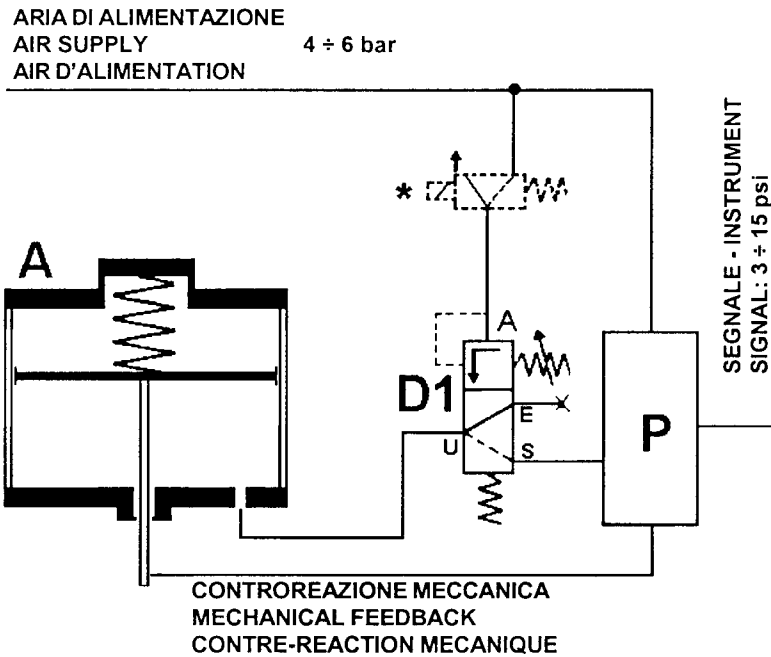 ARIA DI ALIMENTAZIONE
AIR SUPPLY 4 ÷ 6 bar
AIR D'ALIMENTATION
SEGNALE - INSTRUMENT
SIGNAL: 3 ÷ 15 psi
*
A
A
D1
E
U
S
P
CONTROREAZIONE MECCANICA
MECHANICAL FEEDBACK
CONTRE-REACTION MECANIQUE